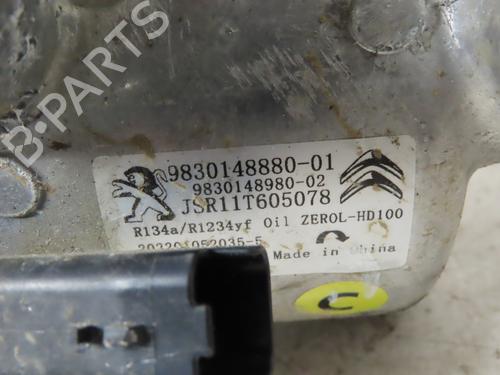 B-PARTS
9830148880-01
9830148980-02
JSR11T605078
R134a/R1234yf Oil ZEROL-HD100
Made in China
C